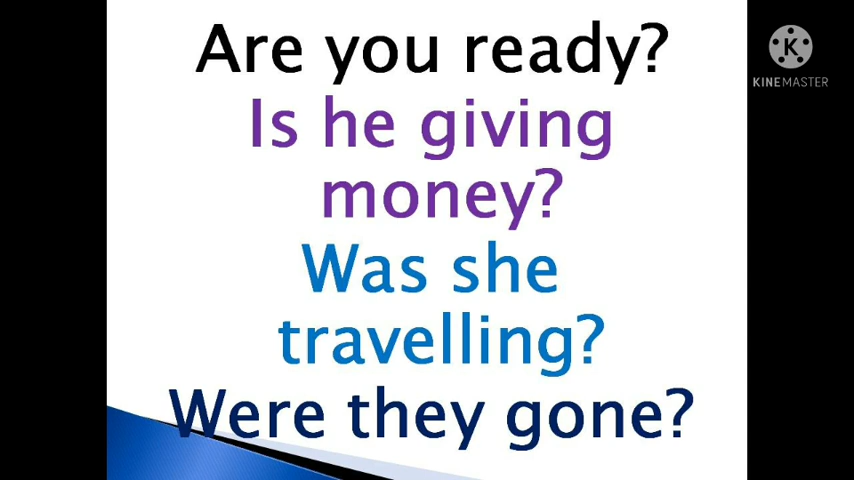 Are you ready?
Is he giving
money?
Was she
travelling?
Were they gone?
K
KINEMASTER